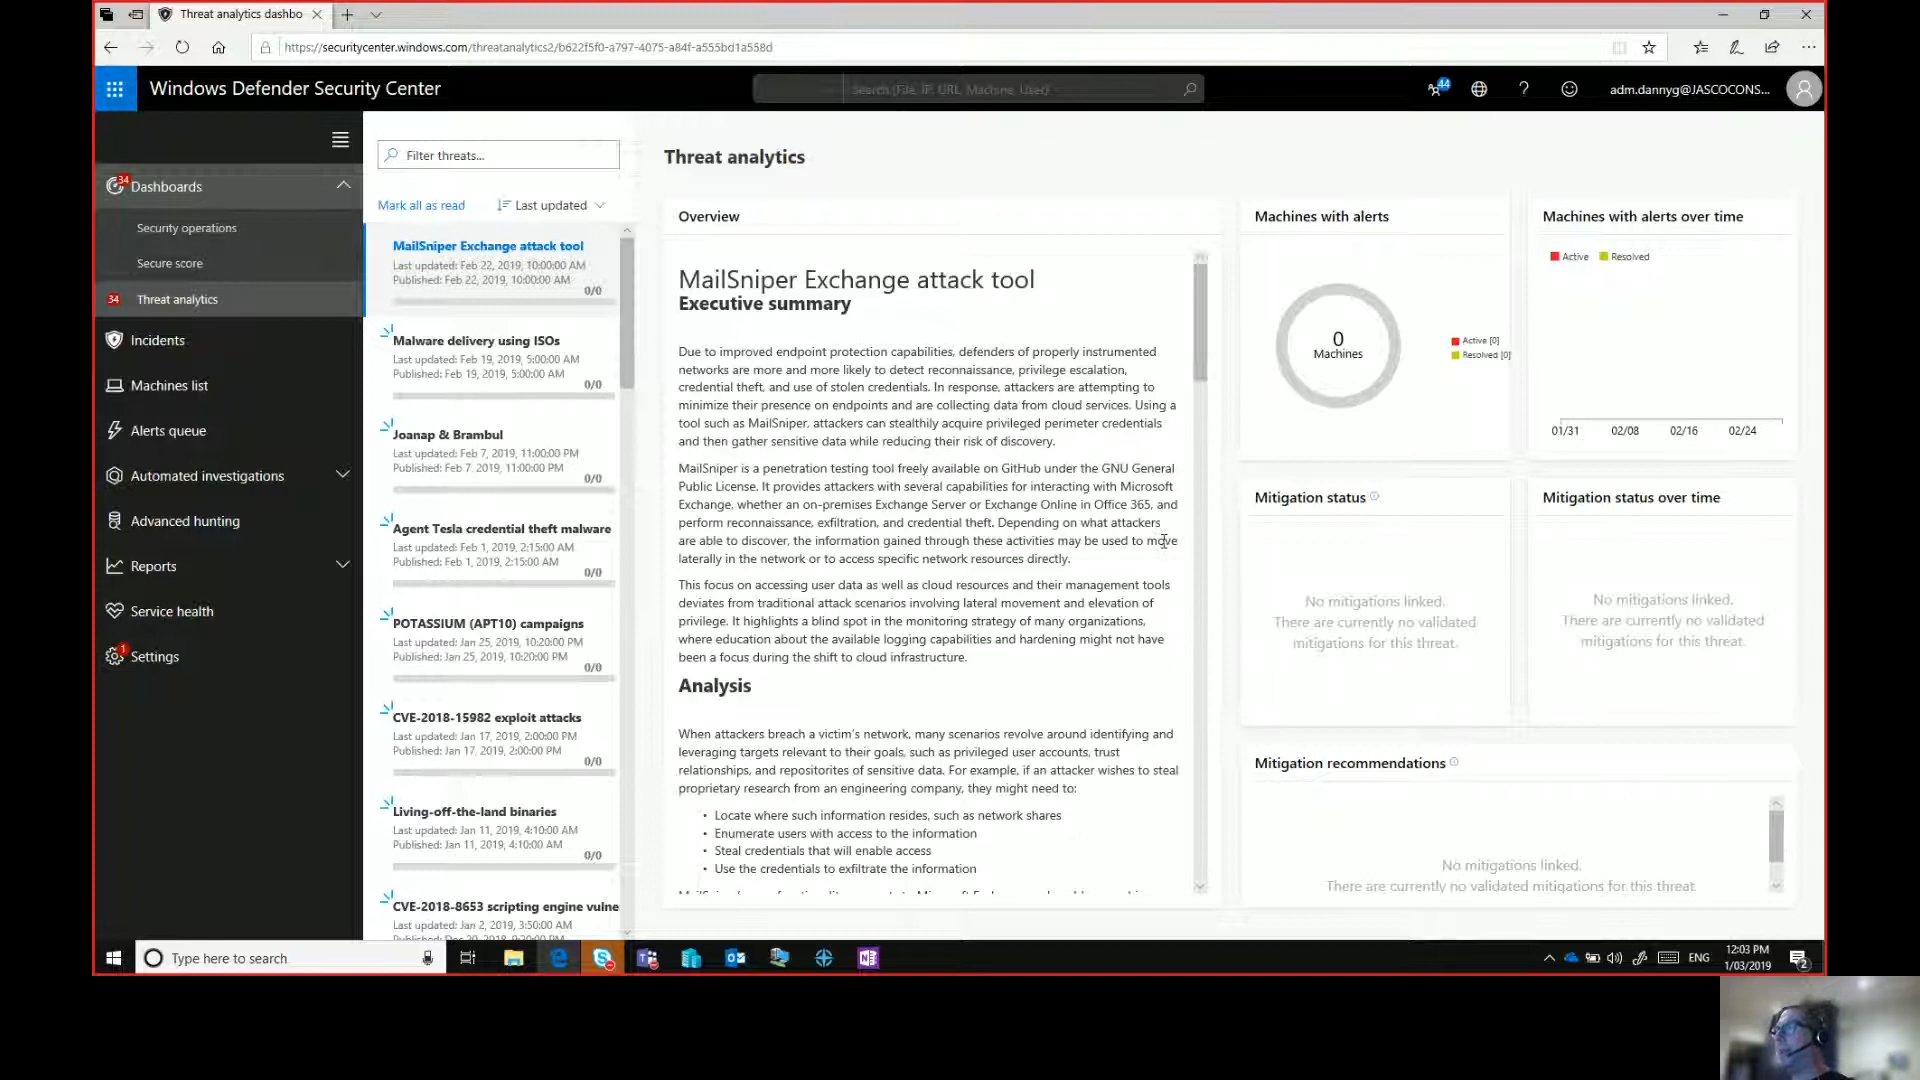 Threat analytics dashbo
https://securitycenter.windows.com/threatanalytics2/b622f5f0-a797-4075-a84f-a555bd1a558d
Windows Defender Security Center
Search (File, IP, URL, Machine, User)
44
adm.dannyg@JASCOCONS...
34
Dashboards
Security operations
Secure score
34
Threat analytics
Incidents
Machines list
Alerts queue
Automated investigations
Advanced hunting
Reports
Service health
1
Settings
Filter threats...
Mark all as read
Last updated
MailSniper Exchange attack tool
Last updated: Feb 22, 2019, 10:00:00 AM
Published: Feb 22, 2019, 10:00:00 AM
0/0
Malware delivery using ISOs
Last updated: Feb 19, 2019, 5:00:00 AM
Published: Feb 19, 2019, 5:00:00 AM
0/0
Joanap & Brambul
Last updated: Feb 7, 2019, 11:00:00 PM
Published: Feb 7, 2019, 11:00:00 PM
0/0
Agent Tesla credential theft malware
Last updated: Feb 1, 2019, 2:15:00 AM
Published: Feb 1, 2019, 2:15:00 AM
0/0
POTASSIUM (APT10) campaigns
Last updated: Jan 25, 2019, 10:20:00 PM
Published: Jan 25, 2019, 10:20:00 PM
0/0
CVE-2018-15982 exploit attacks
Last updated: Jan 17, 2019, 2:00:00 PM
Published: Jan 17, 2019, 2:00:00 PM
0/0
Living-off-the-land binaries
Last updated: Jan 11, 2019, 4:10:00 AM
Published: Jan 11, 2019, 4:10:00 AM
0/0
CVE-2018-8653 scripting engine vulne
Last updated: Jan 2, 2019, 3:50:00 AM
Threat analytics
Overview
MailSniper Exchange attack tool
Executive summary
Due to improved endpoint protection capabilities, defenders of properly instrumented
networks are more and more likely to detect reconnaissance, privilege escalation,
credential theft, and use of stolen credentials. In response, attackers are attempting to
minimize their presence on endpoints and are collecting data from cloud services. Using a
tool such as MailSniper, attackers can stealthily acquire privileged perimeter credentials
and then gather sensitive data while reducing their risk of discovery.
MailSniper is a penetration testing tool freely available on GitHub under the GNU General
Public License. It provides attackers with several capabilities for interacting with Microsoft
Exchange, whether an on-premises Exchange Server or Exchange Online in Office 365, and
perform reconnaissance, exfiltration, and credential theft. Depending on what attackers
are able to discover, the information gained through these activities may be used to move
laterally in the network or to access specific network resources directly.
This focus on accessing user data as well as cloud resources and their management tools
deviates from traditional attack scenarios involving lateral movement and elevation of
privilege. It highlights a blind spot in the monitoring strategy of many organizations,
where education about the available logging capabilities and hardening might not have
been a focus during the shift to cloud infrastructure.
Analysis
When attackers breach a victim's network, many scenarios revolve around identifying and
leveraging targets relevant to their goals, such as privileged user accounts, trust
relationships, and repositorites of sensitive data. For example, if an attacker wishes to steal
proprietary research from an engineering company, they might need to:
• Locate where such information resides, such as network shares
• Enumerate users with access to the information
• Steal credentials that will enable access
• Use the credentials to exfiltrate the information
Machines with alerts
0
Machines
Active [0]
Resolved [0]
Machines with alerts over time
Active Resolved
01/31 02/08 02/16 02/24
Mitigation status
No mitigations linked.
There are currently no validated
mitigations for this threat.
Mitigation status over time
No mitigations linked.
There are currently no validated
mitigations for this threat.
Mitigation recommendations
No mitigations linked.
There are currently no validated mitigations for this threat.
Type here to search
ENG
12:03 PM
1/03/2019
2